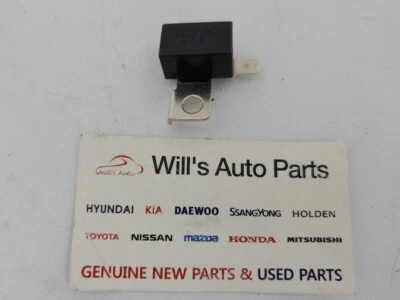 Will's Auto
Will's Auto Parts
HYUNDAI KIA DAEWOO SSANGYONG HOLDEN
TOYOTA NISSAN mazda HONDA MITSUBISHI
GENUINE NEW PARTS & USED PARTS